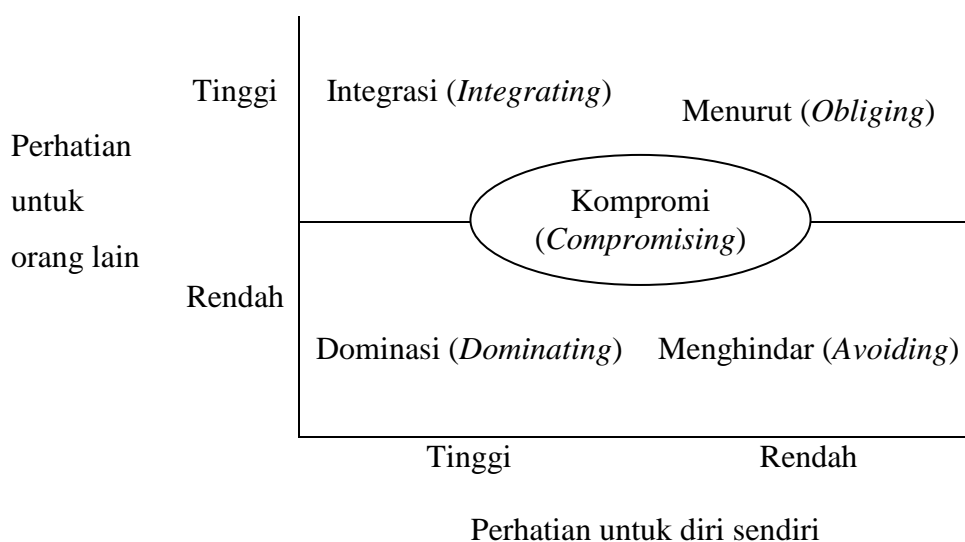 Tinggi
Integrasi (Integrating)
Menurut (Obliging)
Perhatian
untuk
orang lain
Kompromi
(Compromising)
Rendah
Dominasi (Dominating)
Menghindar (Avoiding)
Tinggi
Rendah
Perhatian untuk diri sendiri